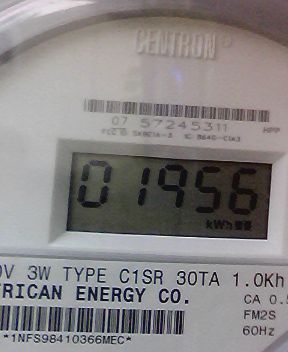 CENTRON®
07 57245311
HPP
01956
kWh
0V 3W TYPE C1SR 30TA 1.0Kh
RICAN ENERGY CO.
CA 0.5
FM2S
60Hz
*1NFS98410366MEC*